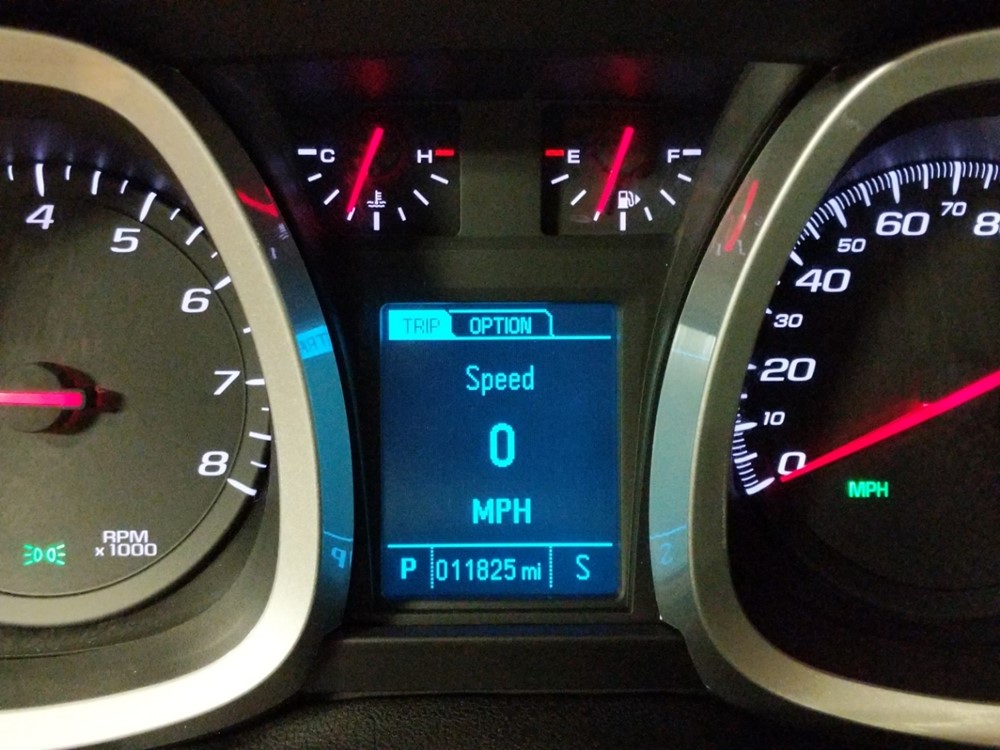 C H
E F
4
5
6
7
8
RPM
x1000
TRIP OPTION
Speed
0
MPH
P 011825 mi S
0
10
20
30
40
50
60
70
MPH